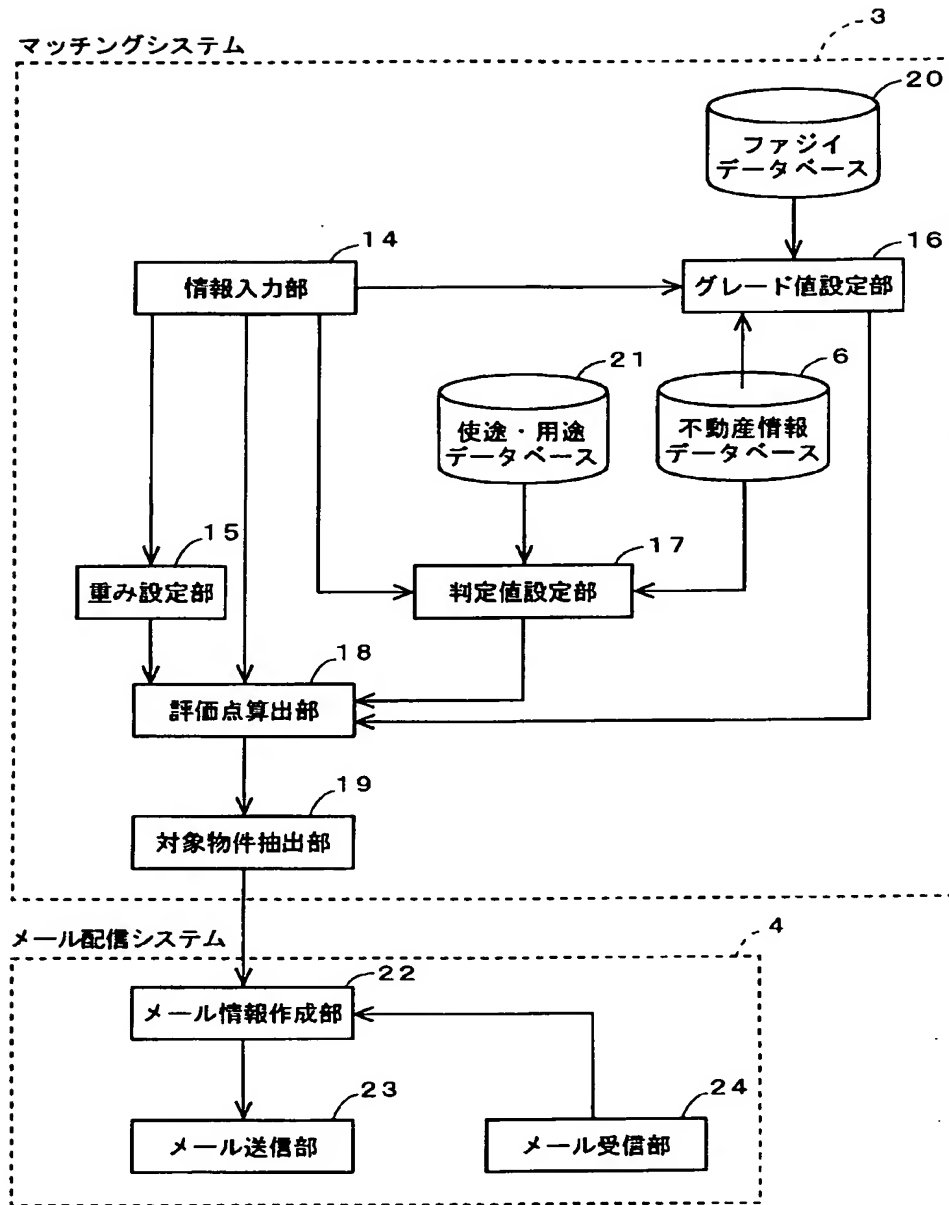 マッチングシステム
3
20
ファジイ
データベース
14
情報入力部
16
グレード値設定部
21
使途・用途
データベース
6
不動産情報
データベース
15
重み設定部
17
判定値設定部
18
評価点算出部
19
対象物件抽出部
メール配信システム
4
22
メール情報作成部
23
メール送信部
24
メール受信部